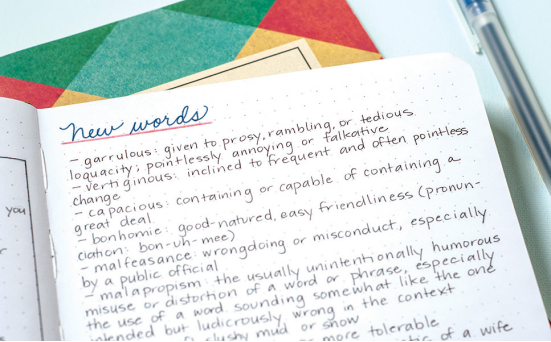 new words
- garrulous: given to prosy, rambling, or tedious
loquacity; pointlessly annoying or talkative
- vertiginous: inclined to frequent and often pointless
change
- capacious: containing or capable of containing a
great deal
- bonhomie: good-natured, easy friendliness (pronun-
ciation: bon-uh-mee)
- malfeasance: wrongdoing or misconduct, especially
by a public official
- malapropism: the usually unintentionally humorous
misuse or distortion of a word or phrase, especially
the use of a word sounding somewhat like the one
intended but ludicrously wrong in the context
slushy mud or snow
more tolerable
of a wife
you